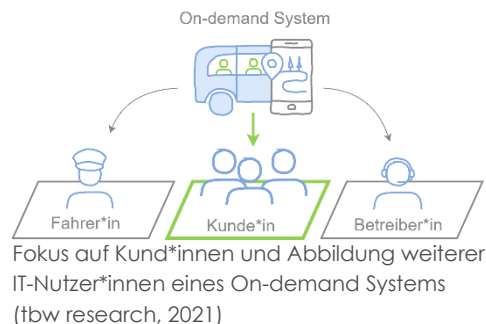 On-demand System
Fahrer*in
Kunde*in
Betreiber*in
Fokus auf Kund*innen und Abbildung weiterer
IT-Nutzer*innen eines On-demand Systems
(tbw research, 2021)